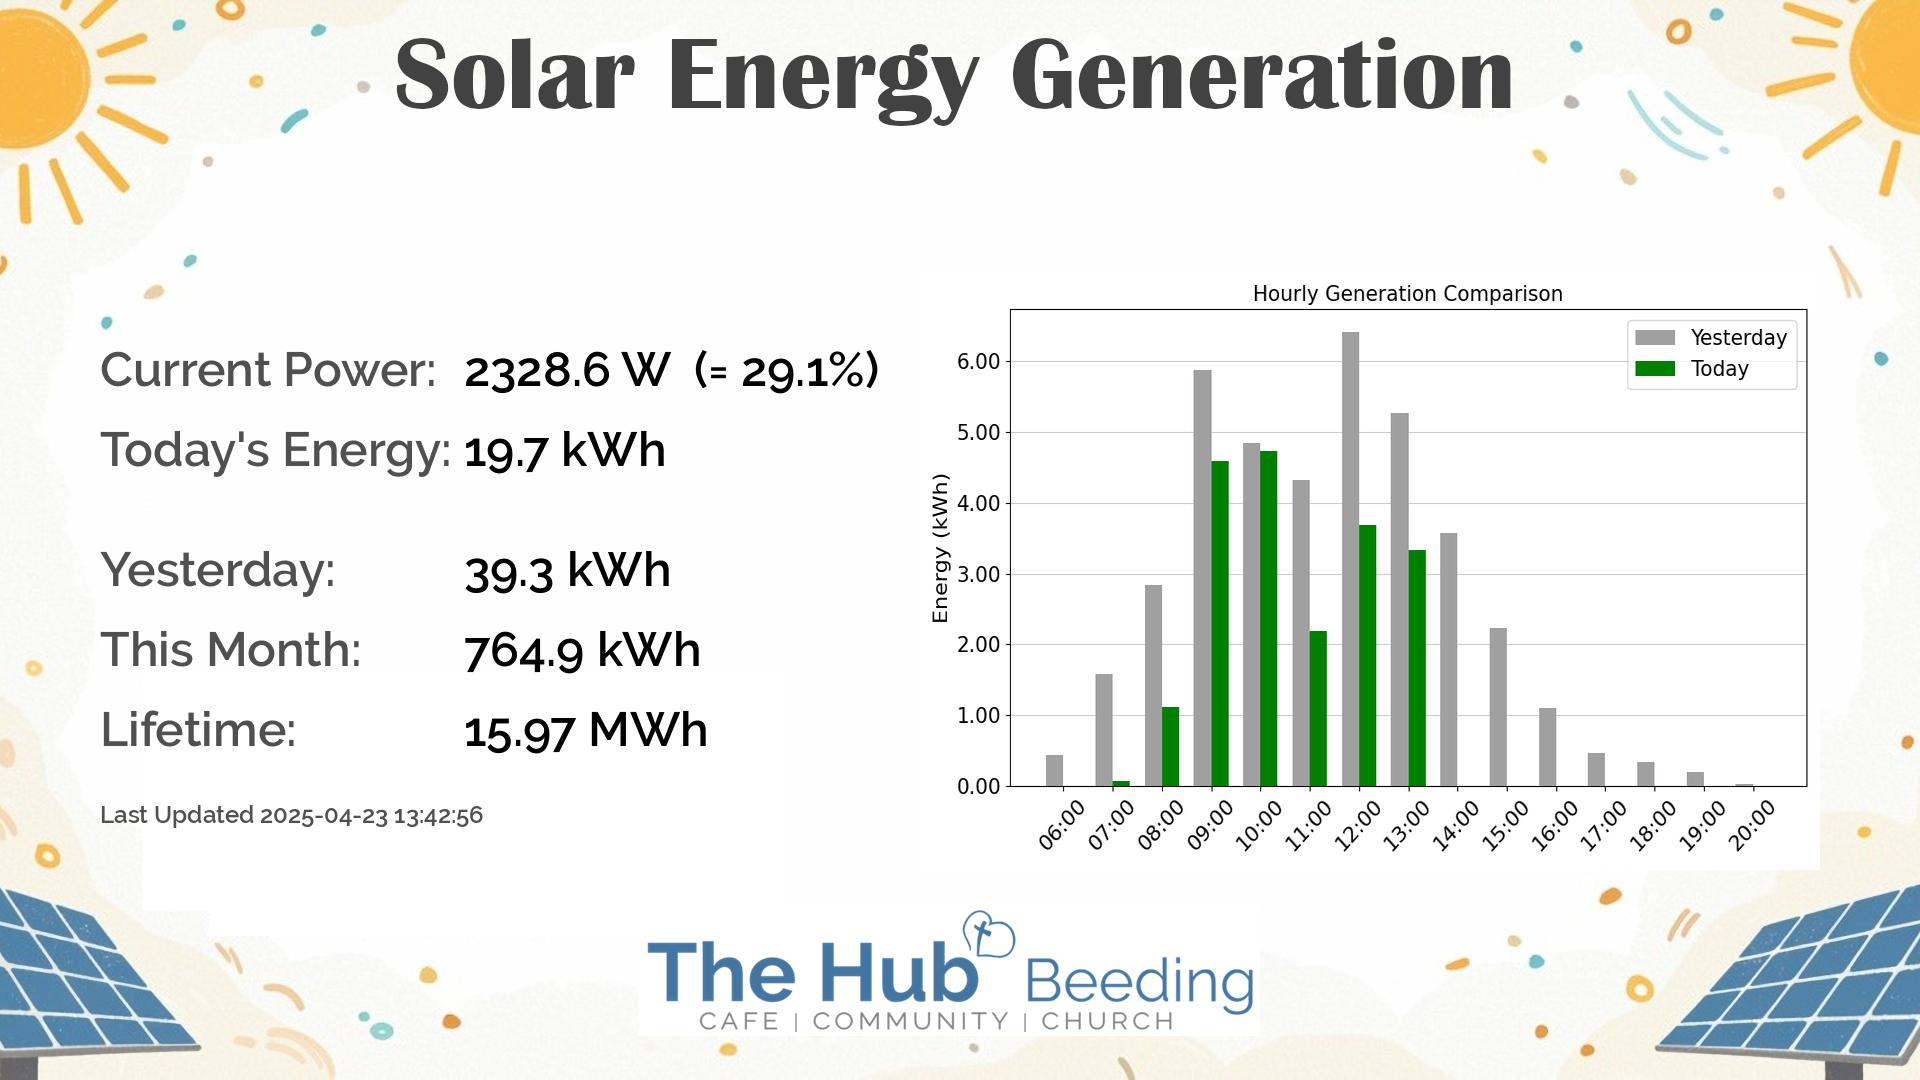 Solar Energy Generation
Current Power: 2328.6 W (= 29.1%)
Today's Energy: 19.7 kWh
Yesterday: 39.3 kWh
This Month: 764.9 kWh
Lifetime: 15.97 MWh
Last Updated 2025-04-23 13:42:56
Hourly Generation Comparison
Yesterday
Today
Energy (kWh)
6.00
5.00
4.00
3.00
2.00
1.00
0.00
06:00 07:00 08:00 09:00 10:00 11:00 12:00 13:00 14:00 15:00 16:00 17:00 18:00 19:00 20:00
The Hub Beeding
CAFE | COMMUNITY | CHURCH